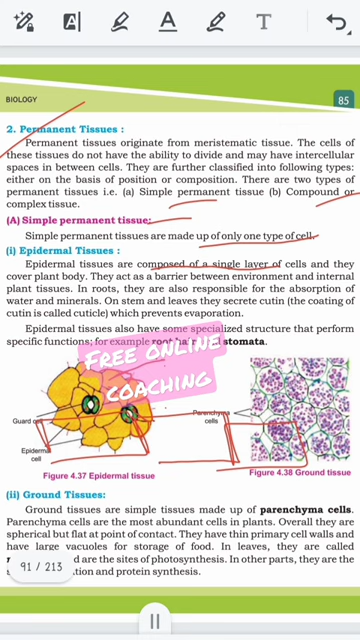 T
BIOLOGY
85
2. Permanent Tissues :
Permanent tissues originate from meristematic tissue. The cells of
these tissues do not have the ability to divide and may have intercellular
spaces in between cells. They are further classified into following types:
either on the basis of position or composition. There are two types of
permanent tissues i.e. (a) Simple permanent tissue (b) Compound or
complex tissue.
(A) Simple permanent tissue:
Simple permanent tissues are made up of only one type of cell.
(i) Epidermal Tissues :
Epidermal tissues are composed of a single layer of cells and they
cover plant body. They act as a barrier between environment and internal
plant tissues. In roots, they are also responsible for the absorption of
water and minerals. On stem and leaves they secrete cutin (the coating of
cutin is called cuticle) which prevents evaporation.
Epidermal tissues also have some specialized structure that perform
specific functions; for example root stomata.
FREE ONLINE
COACHING
Guard
Parenchyma
cells
Epidermal
cell
Figure 4.37 Epidermal tissue
Figure 4.38 Ground tissue
(ii) Ground Tissues:
Ground tissues are simple tissues made up of parenchyma cells.
Parenchyma cells are the most abundant cells in plants. Overall they are
spherical but flat at point of contact. They have thin primary cell walls and
have large vacuoles for storage of food. In leaves, they are called
and are the sites of photosynthesis. In other parts, they are the
91 / 213
and protein synthesis.